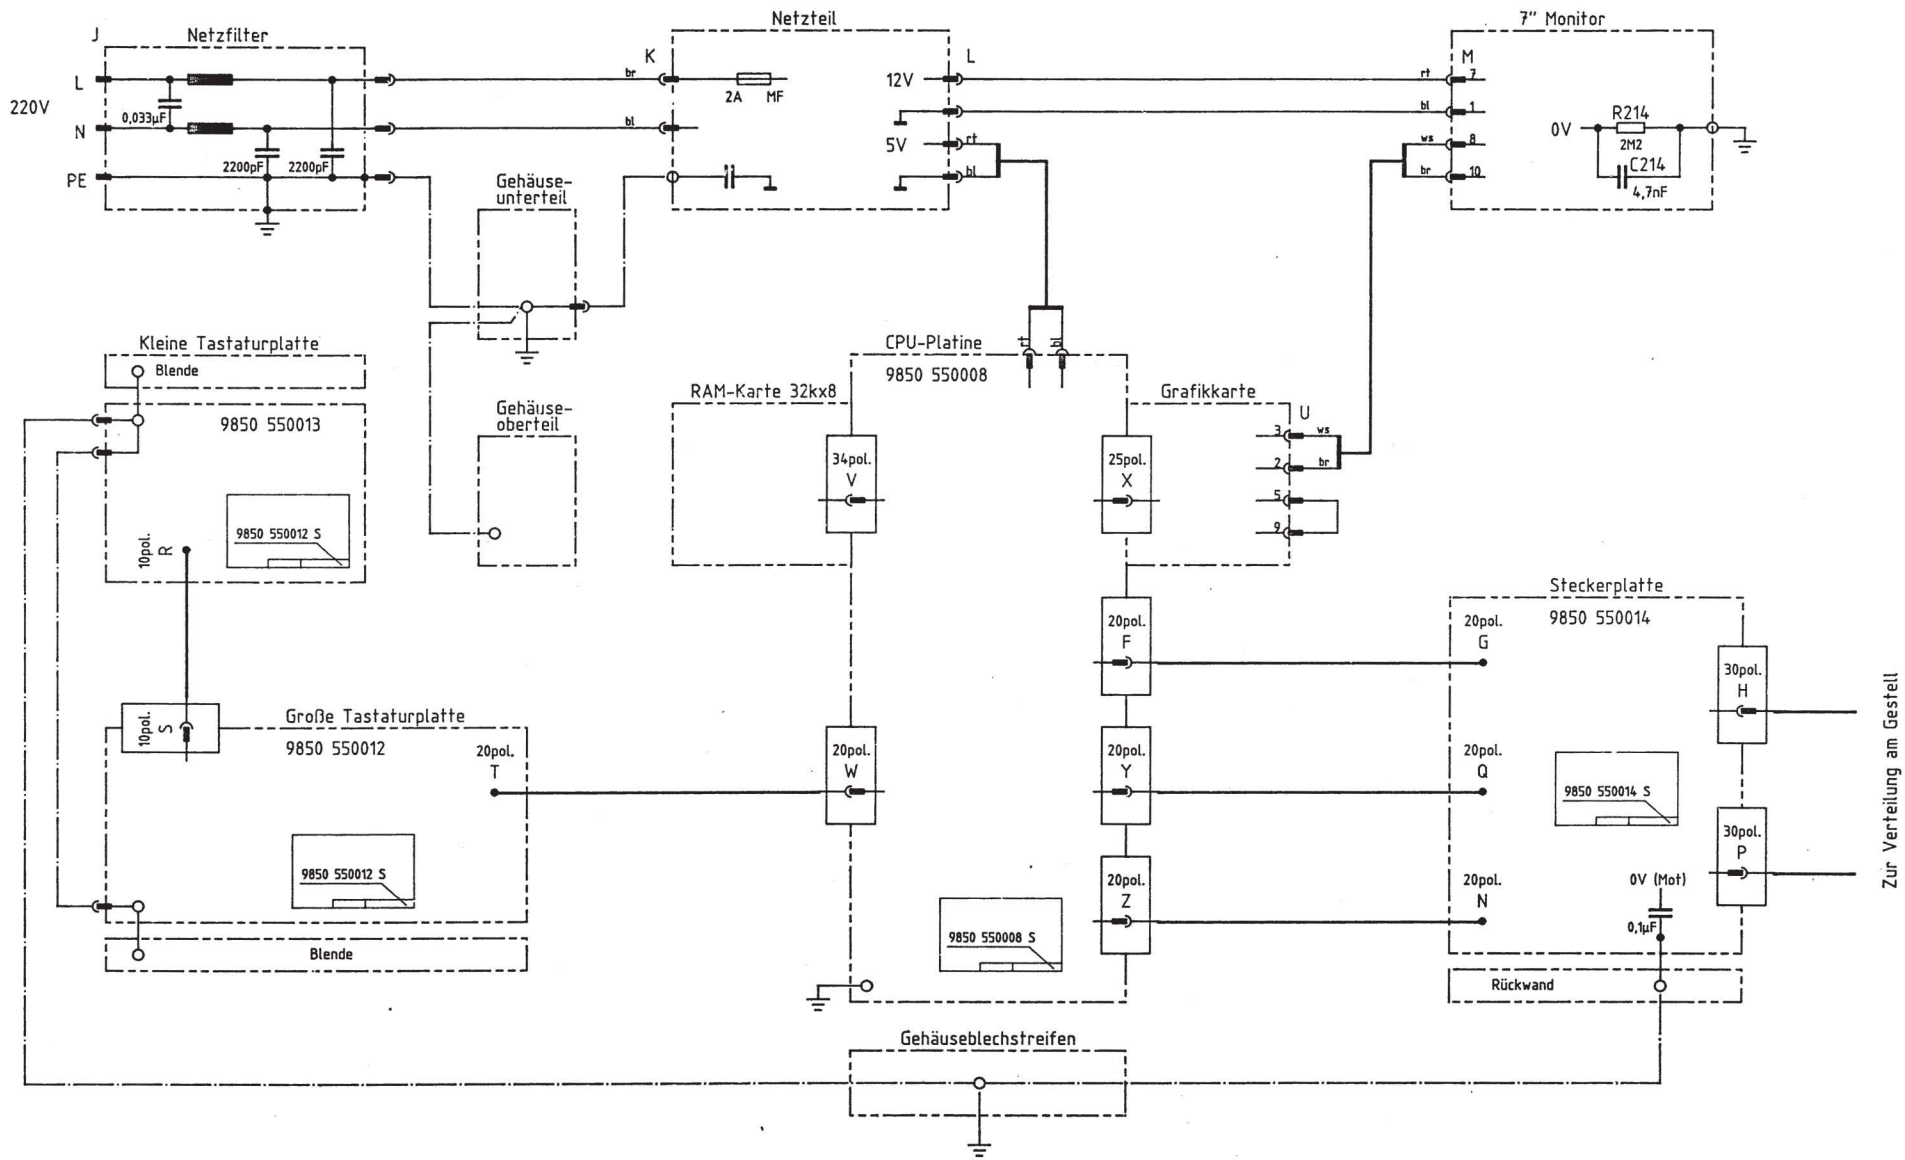 Netzteil
7" Monitor
J
Netzfilter
K
L
M
L
br
2A MF
12V
rt
7
220V
0,033µF
N
bl
bl
1
R214
0V
2M2
C214
4,7nF
5V
rt
ws
8
2200pF
2200pF
bl
br
10
PE
Gehäuse-
unterteil
Kleine Tastaturplatte
Blende
9850 550013
10pol.
R
9850 550012 S
Gehäuse-
oberteil
RAM-Karte 32kx8
CPU-Platine
9850 550008
rt
bl
34pol.
V
25pol.
X
Grafikkarte
U
3
ws
2
br
5
9
20pol.
F
Steckerplatte
9850 550014
20pol.
G
30pol.
H
10pol.
S
Große Tastaturplatte
9850 550012
20pol.
T
20pol.
W
20pol.
Y
20pol.
Q
9850 550014 S
30pol.
P
Zur Verteilung am Gestell
9850 550012 S
Blende
20pol.
Z
9850 550008 S
20pol.
N
0V (Mot)
0,1µF
Rückwand
Gehäuseblechstreifen